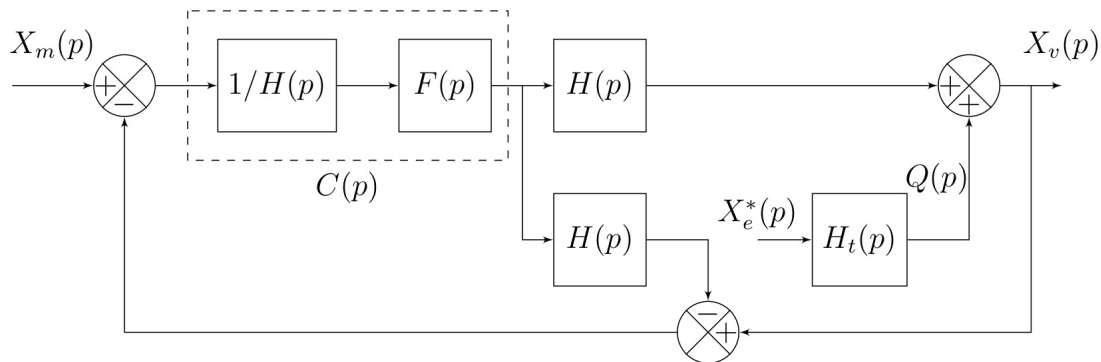 X_m(p)
+
−
1/H(p)
F(p)
C(p)
H(p)
+
+
X_v(p)
Q(p)
H(p)
X_e^*(p)
H_t(p)
−
+